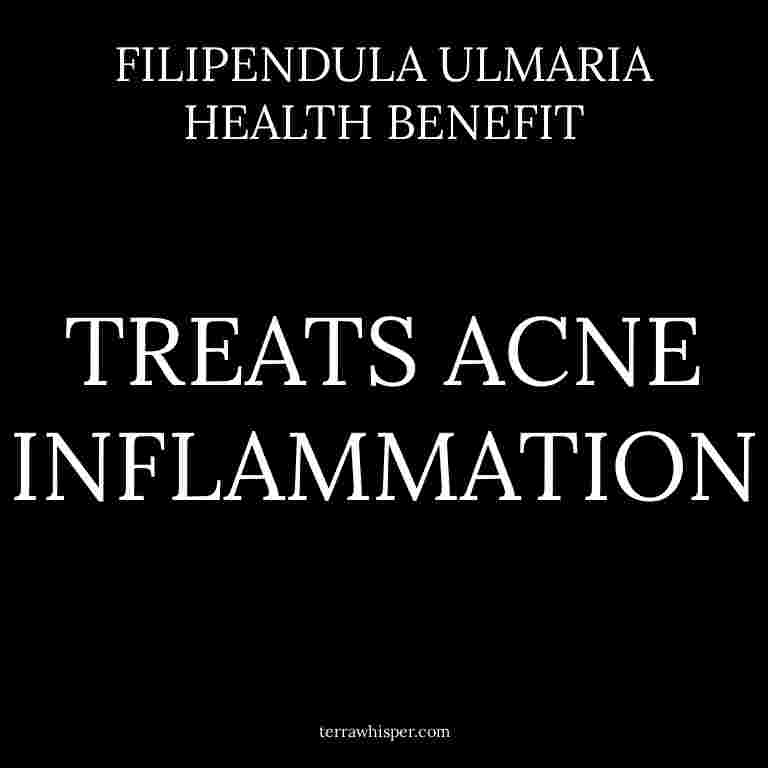 FILIPENDULA ULMARIA
HEALTH BENEFIT
TREATS ACNE
INFLAMMATION
terrawhisper.com